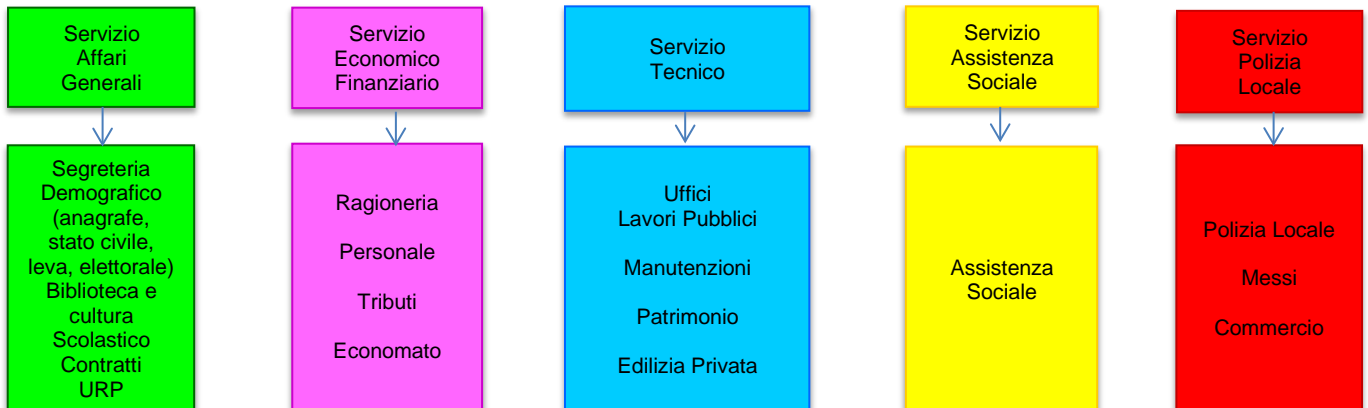 Servizio
Affari
Generali
Servizio
Economico
Finanziario
Servizio
Tecnico
Servizio
Assistenza
Sociale
Servizio
Polizia
Locale
Segreteria
Demografico
(anagrafe,
stato civile,
leva, elettorale)
Biblioteca e
cultura
Scolastico
Contratti
URP
Ragioneria
Personale
Tributi
Economato
Uffici
Lavori Pubblici
Manutenzioni
Patrimonio
Edilizia Privata
Assistenza
Sociale
Polizia Locale
Messi
Commercio